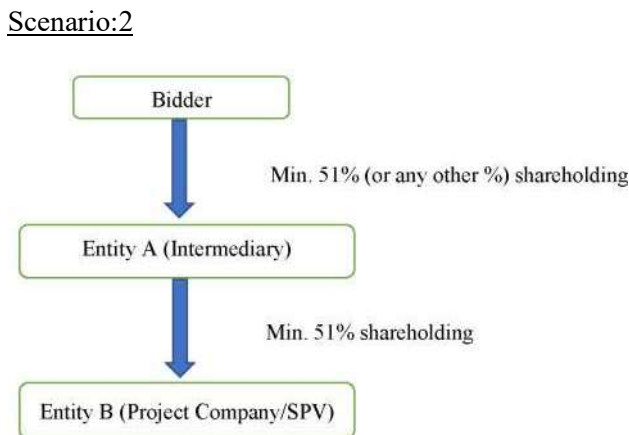 Scenario:2
Bidder
Min. 51% (or any other %) shareholding
Entity A (Intermediary)
Min. 51% shareholding
Entity B (Project Company/SPV)